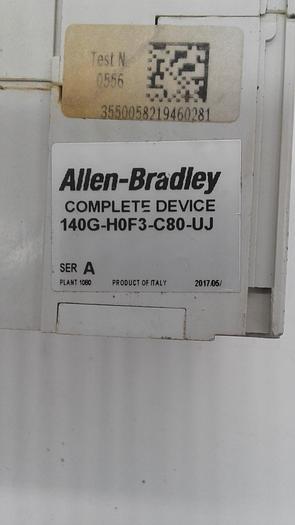 Test N.
0556
3550058219460281
Allen-Bradley
COMPLETE DEVICE
140G-H0F3-C80-UJ
SER A
PLANT 1080 PRODUCT OF ITALY 2017.05/